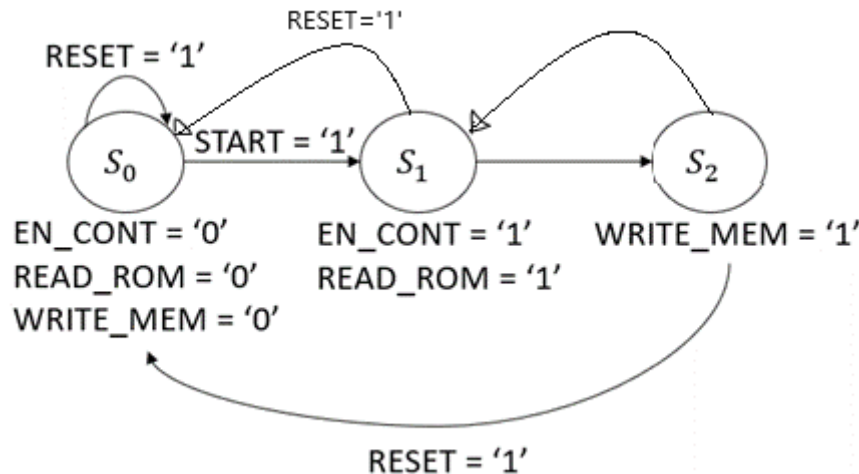 RESET='1'
RESET = ‘1’
START = ‘1’
S₀
S₁
S₂
EN_CONT = ‘0’
READ_ROM = ‘0’
WRITE_MEM = ‘0’
EN_CONT = ‘1’
READ_ROM = ‘1’
WRITE_MEM = ‘1’
RESET = ‘1’